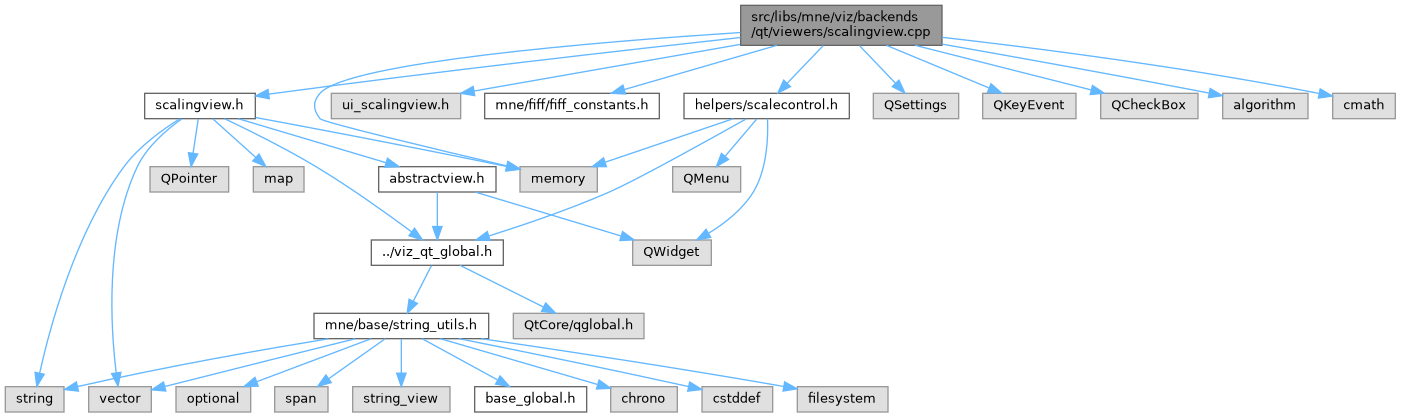 src/libs/mne/viz/backends
/qt/viewers/scalingview.cpp
scalingview.h
ui_scalingview.h
mne/fiff/fiff_constants.h
helpers/scalecontrol.h
QSettings
QKeyEvent
QCheckBox
algorithm
cmath
QPointer
map
abstractview.h
memory
QMenu
../viz_qt_global.h
QWidget
mne/base/string_utils.h
QtCore/qglobal.h
string
vector
optional
span
string_view
base_global.h
chrono
cstddef
filesystem